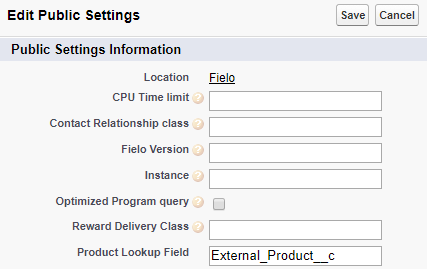 Edit Public Settings
Save Cancel
Public Settings Information
Location Fielo
CPU Time limit ?
Contact Relationship class ?
Fielo Version ?
Instance ?
Optimized Program query ?
Reward Delivery Class ?
Product Lookup Field External_Product__c